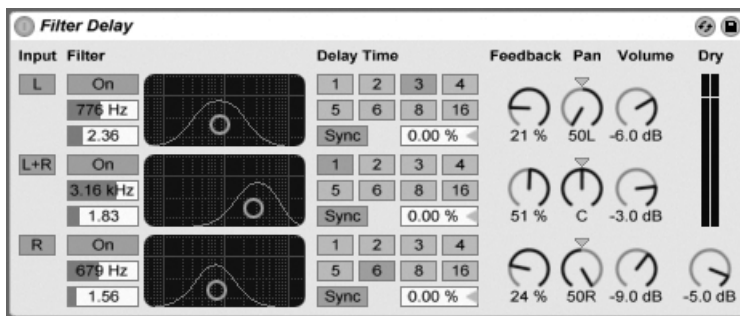 Filter Delay
Input Filter Delay Time Feedback Pan Volume Dry
L On 1 2 3 4
776 Hz 5 6 8 16
2.36 Sync 0.00 % 21 % 50L -6.0 dB
L+R On 1 2 3 4
3.16 kHz 5 6 8 16
1.83 Sync 0.00 % 51 % C -3.0 dB
R On 1 2 3 4
679 Hz 5 6 8 16
1.56 Sync 0.00 % 24 % 50R -9.0 dB -5.0 dB